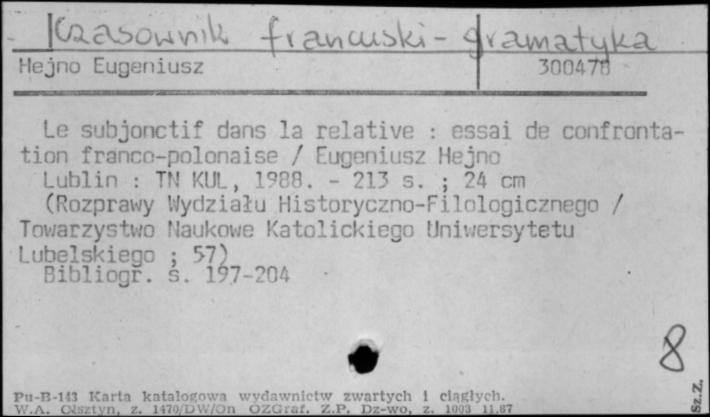 Czasownik francuski - gramatyka
Hejno Eugeniusz 300478
Le subjonctif dans la relative : essai de confronta-
tion franco-polonaise / Eugeniusz Hejno
Lublin : TN KUL, 1988. - 213 s. ; 24 cm
(Rozprawy Wydziału Historyczno-Filologicznego /
Towarzystwo Naukowe Katolickiego Uniwersytetu
Lubelskiego ; 57)
Bibliogr. s. 197-204
8
Pu-B-143 Karta katalogowa wydawnictw zwartych i ciągłych.
W.A. Olsztyn, z. 1470/DW/On OZGraf. Z.P. Dz-wo, z. 1003 11.87
Sz.Z.